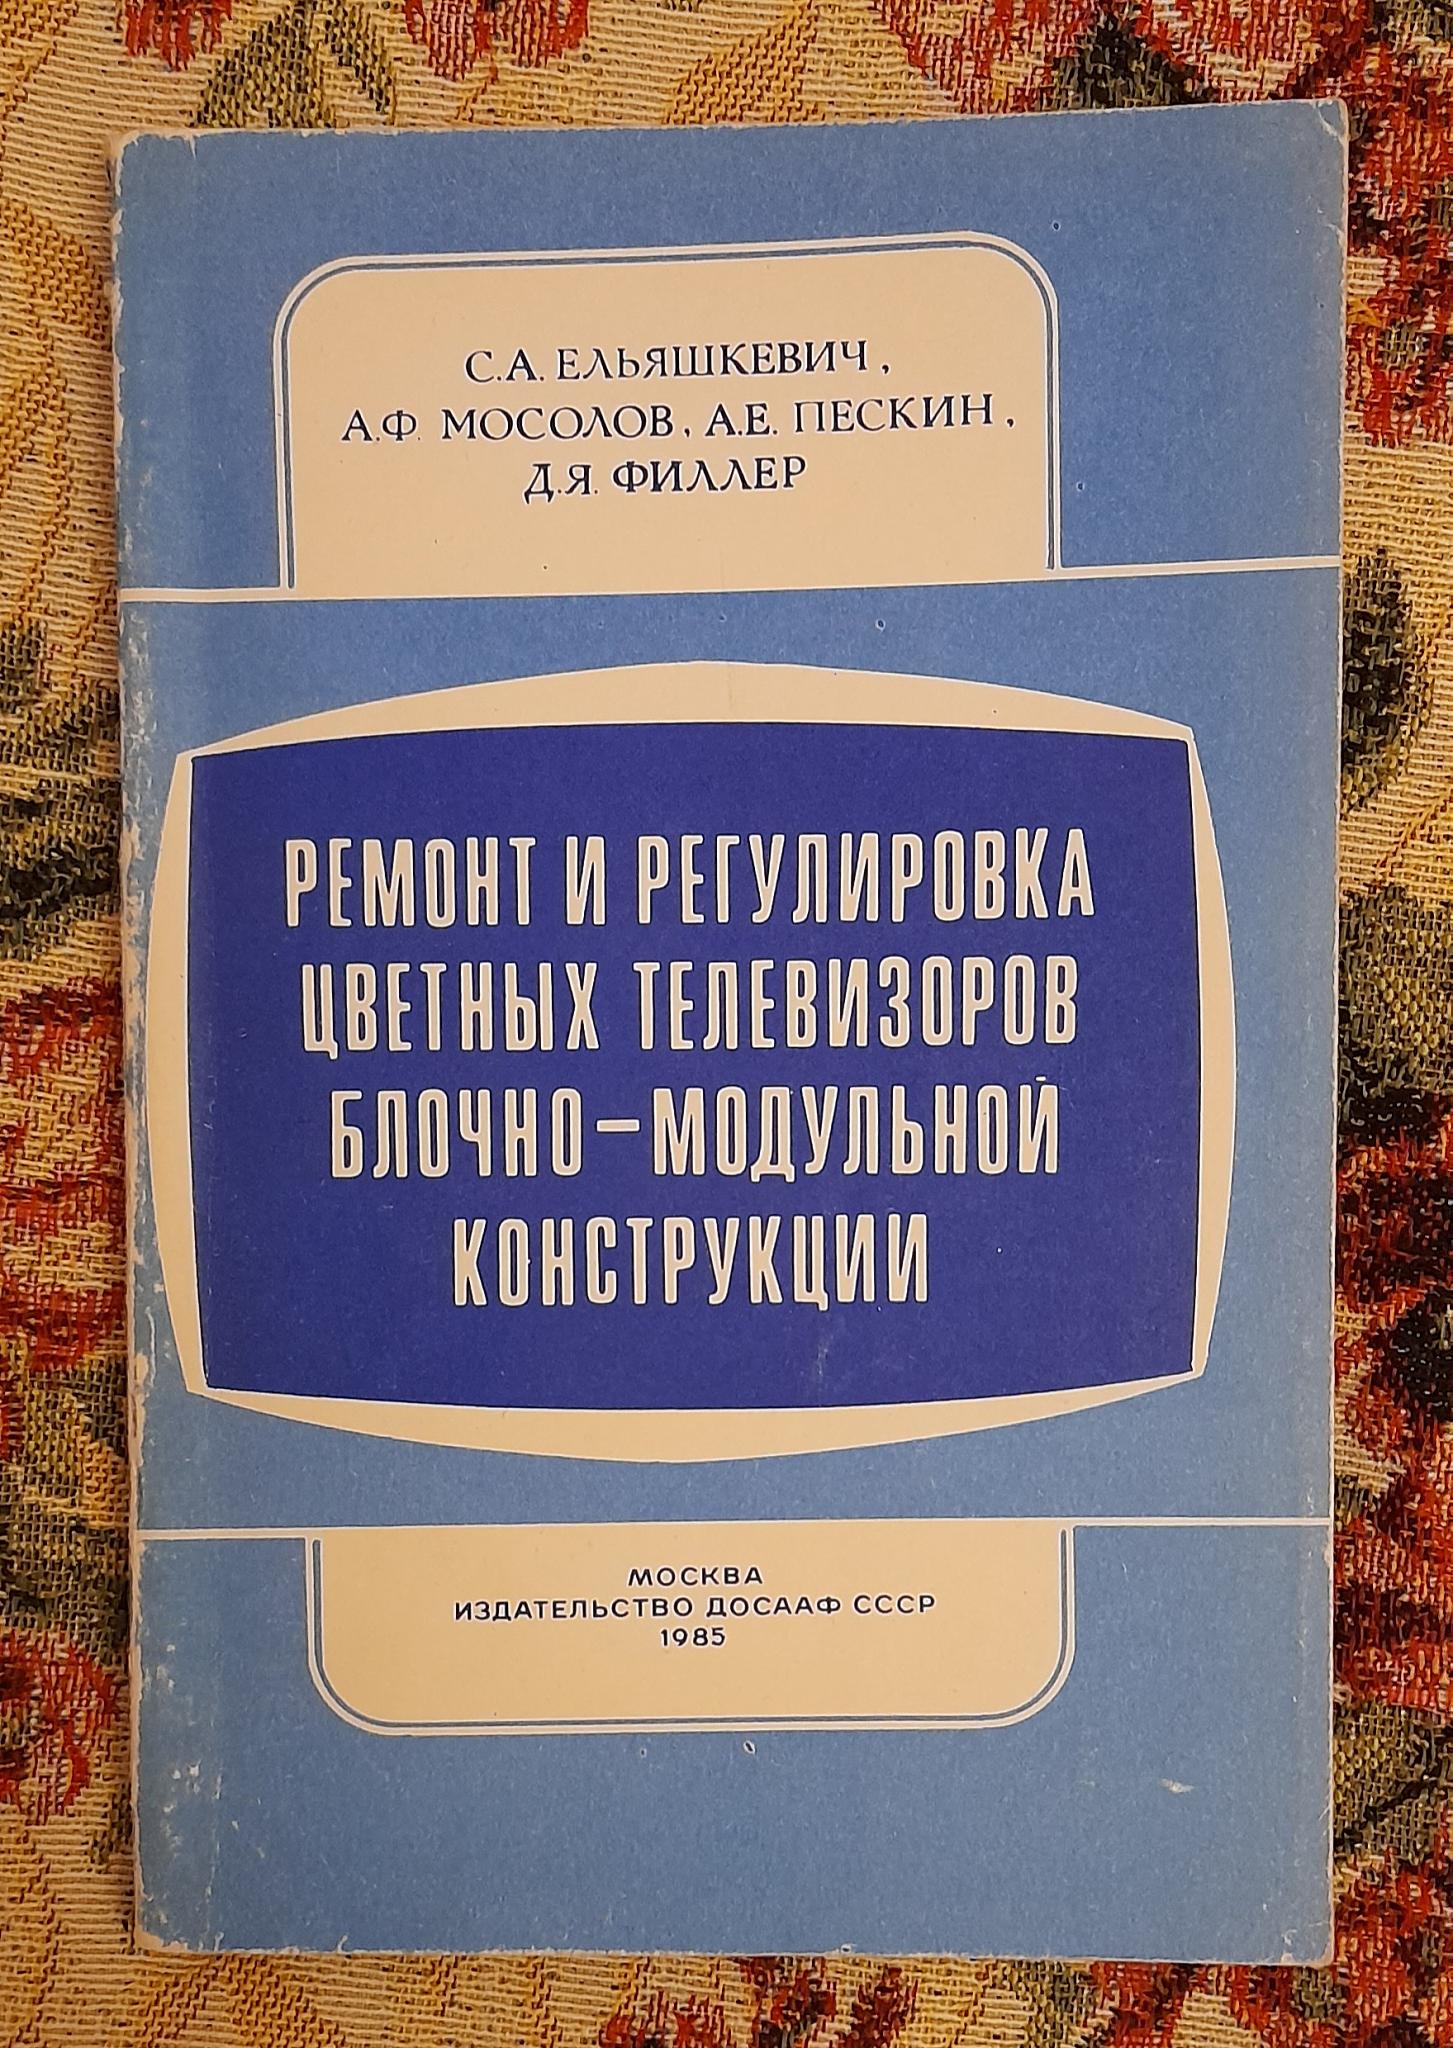 С.А. ЕЛЬЯШКЕВИЧ,
А.Ф. МОСОЛОВ, А.Е. ПЕСКИН,
Д.Я. ФИЛЛЕР
РЕМОНТ И РЕГУЛИРОВКА
ЦВЕТНЫХ ТЕЛЕВИЗОРОВ
БЛОЧНО-МОДУЛЬНОЙ
КОНСТРУКЦИИ
МОСКВА
ИЗДАТЕЛЬСТВО ДОСААФ СССР
1985